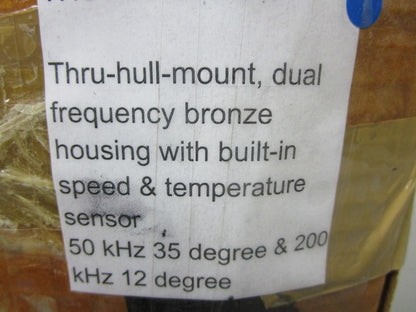 Thru-hull-mount, dual
frequency bronze
housing with built-in
speed & temperature
sensor
50 kHz 35 degree & 200
kHz 12 degree